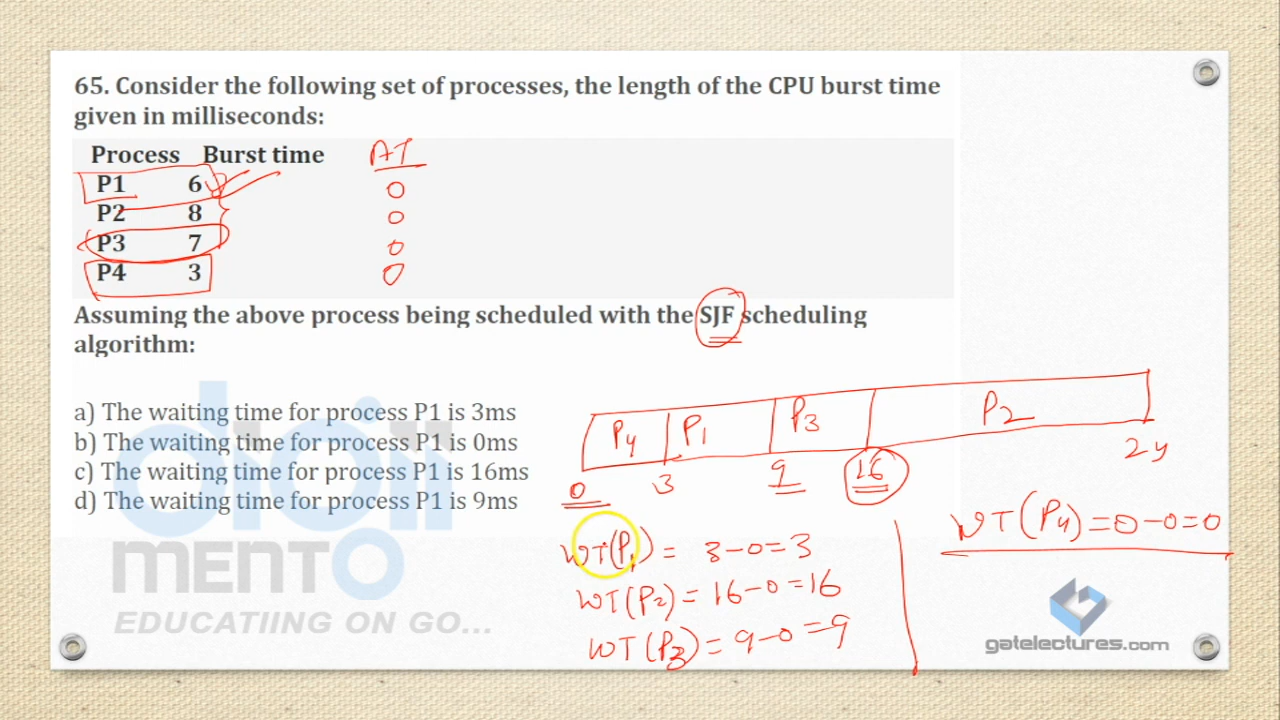 65. Consider the following set of processes, the length of the CPU burst time
given in milliseconds:
Process Burst time AT
P1 6 0
P2 8 0
P3 7 0
P4 3 0
Assuming the above process being scheduled with the SJF scheduling
algorithm:
a) The waiting time for process P1 is 3ms
b) The waiting time for process P1 is 0ms
c) The waiting time for process P1 is 16ms
d) The waiting time for process P1 is 9ms
P4 P1 P3 P2
0 3 9 16 24
WT(P1) = 3-0=3
WT(P2) = 16-0=16
WT(P3) = 9-0=9
WT(P4)=0-0=0
digii
MENTO
EDUCATIING ON GO...
gatelectures.com